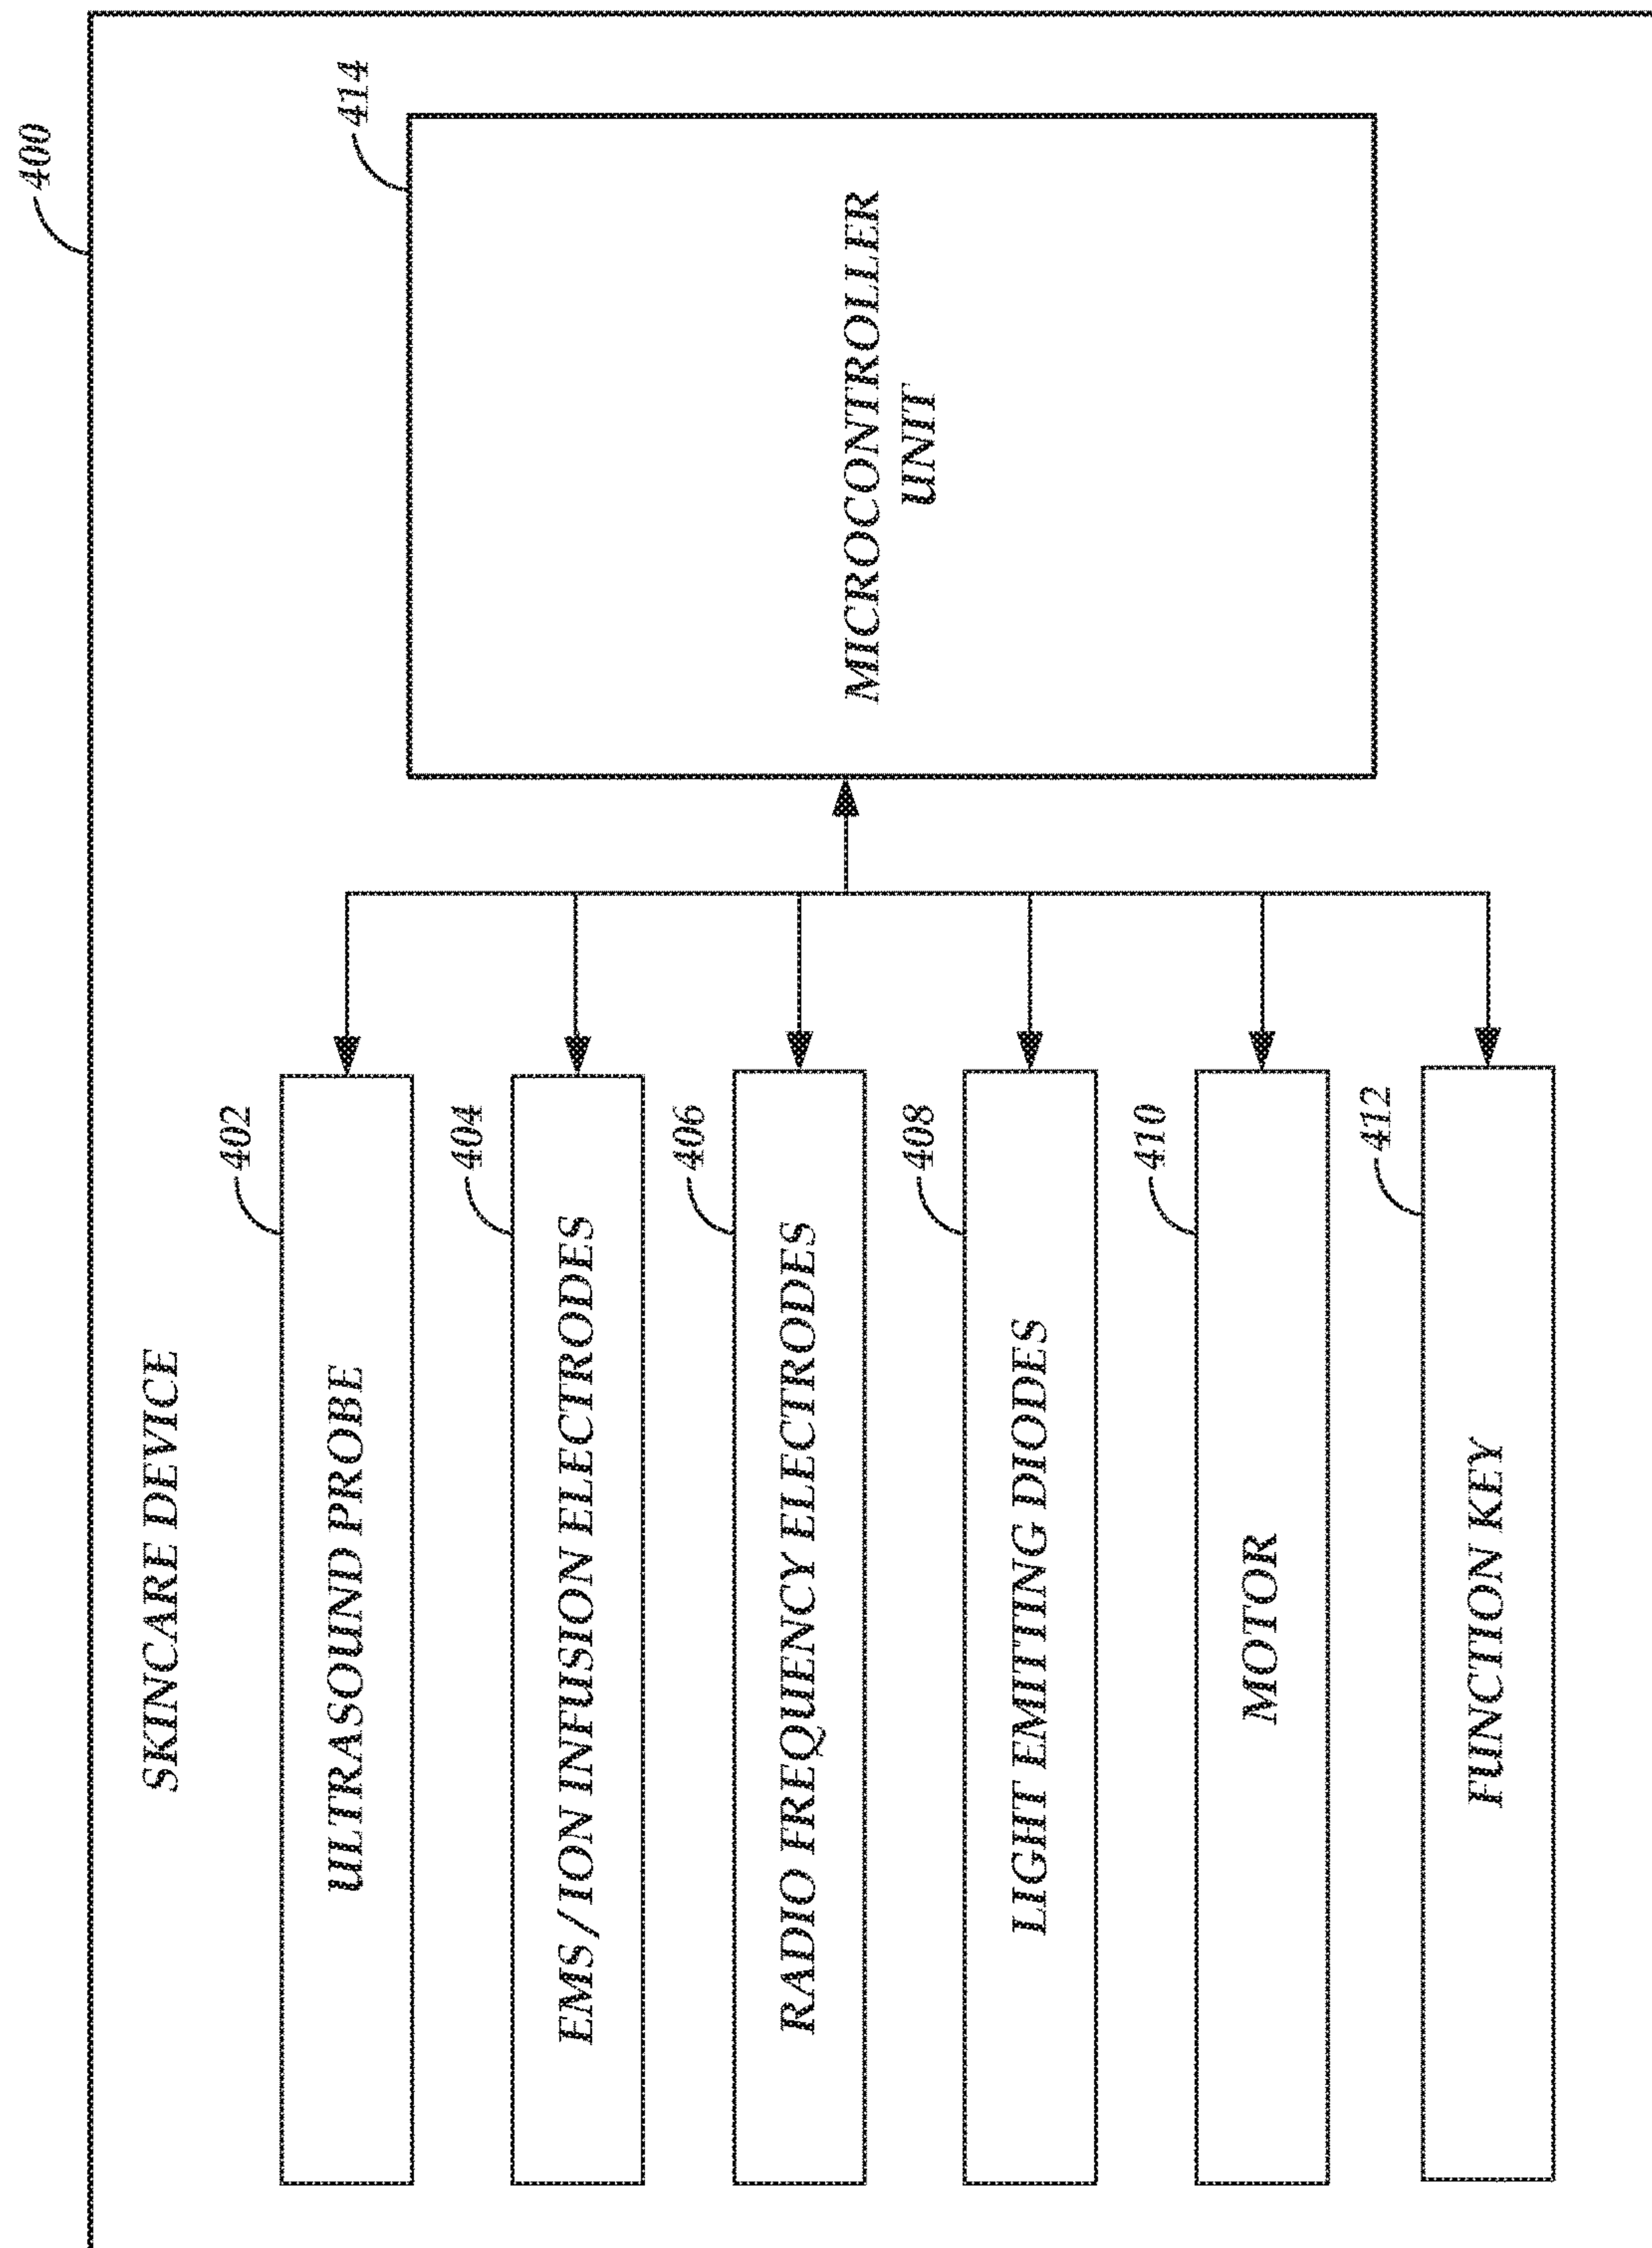 400
SKINCARE DEVICE
402
ULTRASOUND PROBE
404
EMS/ION INFUSION ELECTRODES
406
RADIO FREQUENCY ELECTRODES
408
LIGHT EMITTING DIODES
410
MOTOR
412
FUNCTION KEY
414
MICROCONTROLLER
UNIT